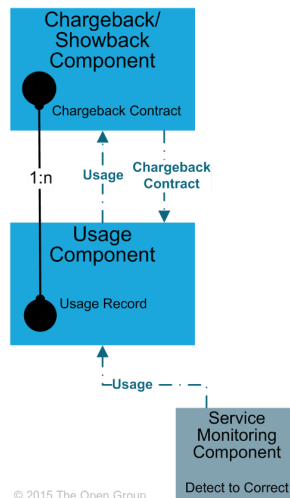 Chargeback/
Showback
Component
Chargeback Contract
1:n
Usage
Chargeback
Contract
Usage
Component
Usage Record
Usage
Service
Monitoring
Component
Detect to Correct
© 2015 The Open Group